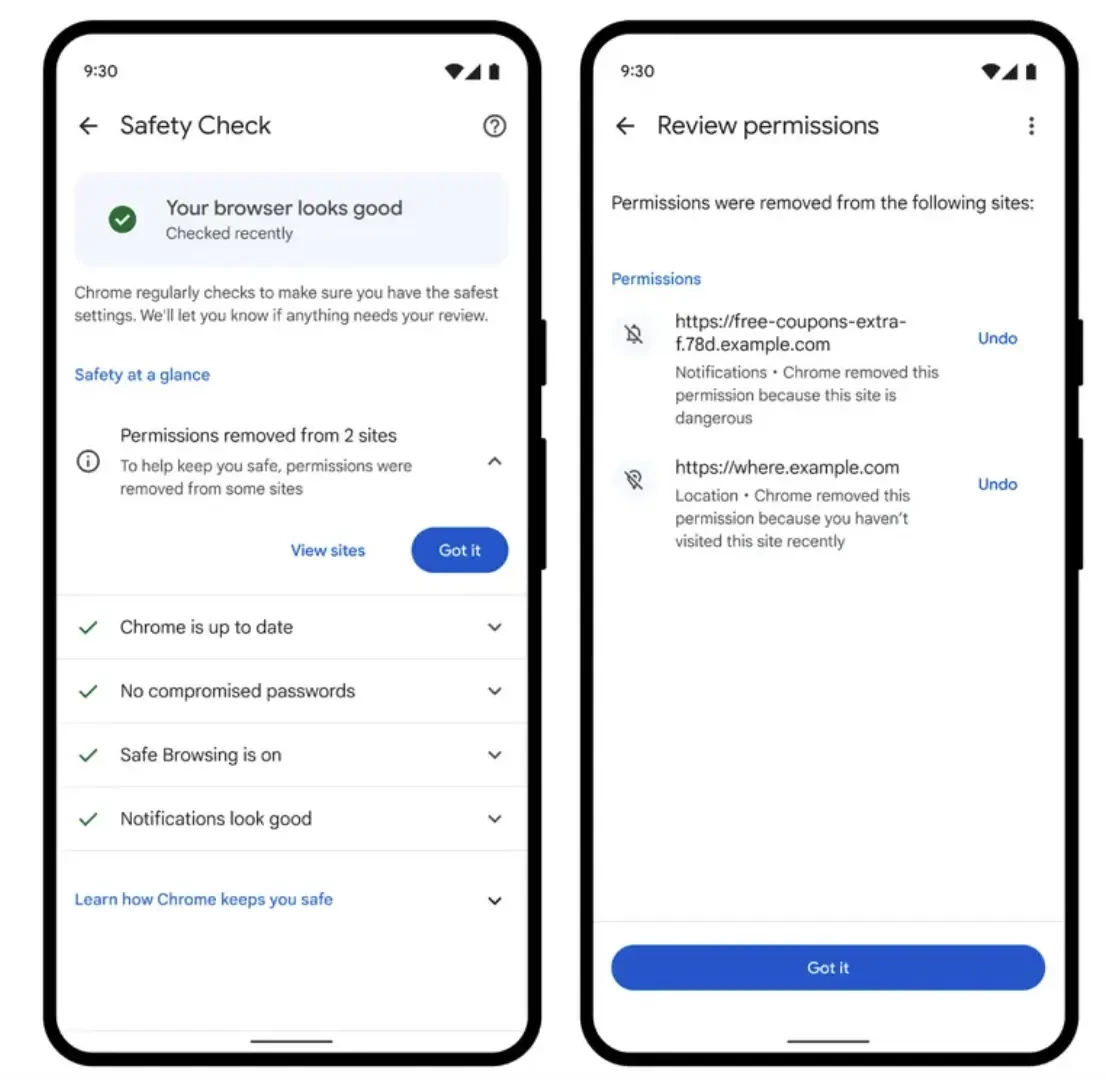 9:30
Safety Check
Your browser looks good
Checked recently
Chrome regularly checks to make sure you have the safest
settings. We'll let you know if anything needs your review.
Safety at a glance
Permissions removed from 2 sites
To help keep you safe, permissions were
removed from some sites
View sites
Got it
Chrome is up to date
No compromised passwords
Safe Browsing is on
Notifications look good
Learn how Chrome keeps you safe
9:30
Review permissions
Permissions were removed from the following sites:
Permissions
https://free-coupons-extra-
f.78d.example.com
Undo
Notifications • Chrome removed this
permission because this site is
dangerous
https://where.example.com
Undo
Location • Chrome removed this
permission because you haven’t
visited this site recently
Got it